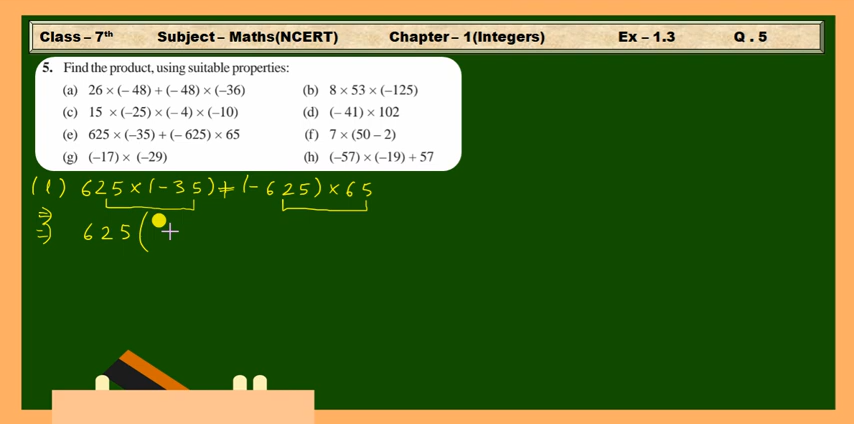 Class – 7th Subject – Maths(NCERT) Chapter – 1(Integers) Ex – 1.3 Q . 5
5. Find the product, using suitable properties:
(a) 26 × (– 48) + (– 48) × (–36) (b) 8 × 53 × (–125)
(c) 15 × (–25) × (– 4) × (–10) (d) (– 41) × 102
(e) 625 × (–35) + (– 625) × 65 (f) 7 × (50 – 2)
(g) (–17) × (–29) (h) (–57) × (–19) + 57
(l) 625 × (-35) + (-625) × 65
⇒ 625 (